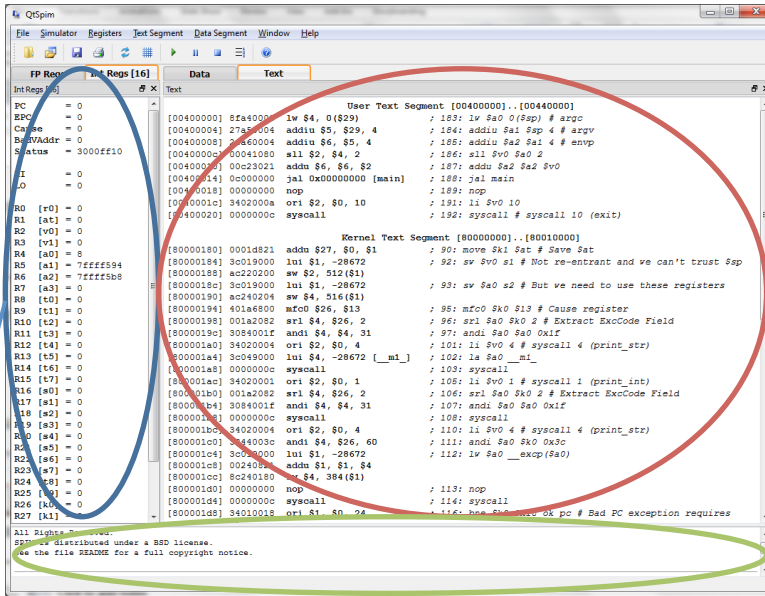 QtSpim
File Simulator Registers Text Segment Data Segment Window Help
FP Regs Int Regs [16] Data Text
Int Regs [16] Text
PC = 0
EPC = 0
Cause = 0
BadVAddr = 0
Status = 3000ff10
HI = 0
LO = 0
R0 [r0] = 0
R1 [at] = 0
R2 [v0] = 0
R3 [v1] = 0
R4 [a0] = 8
R5 [a1] = 7ffff594
R6 [a2] = 7ffff5b8
R7 [a3] = 0
R8 [t0] = 0
R9 [t1] = 0
R10 [t2] = 0
R11 [t3] = 0
R12 [t4] = 0
R13 [t5] = 0
R14 [t6] = 0
R15 [t7] = 0
R16 [s0] = 0
R17 [s1] = 0
R18 [s2] = 0
R19 [s3] = 0
R20 [s4] = 0
R21 [s5] = 0
R22 [s6] = 0
R23 [s7] = 0
R24 [t8] = 0
R25 [t9] = 0
R26 [k0] = 0
R27 [k1] = 0
User Text Segment [00400000]..[00440000]
[00400000] 8fa40000 lw $4, 0($29) ; 183: lw $a0 0($sp) # argc
[00400004] 27a50004 addiu $5, $29, 4 ; 184: addiu $a1 $sp 4 # argv
[00400008] 24a60004 addiu $6, $5, 4 ; 185: addiu $a2 $a1 4 # envp
[0040000c] 00041080 sll $2, $4, 2 ; 186: sll $v0 $a0 2
[00400010] 00c23021 addu $6, $6, $2 ; 187: addu $a2 $a2 $v0
[00400014] 0c000000 jal 0x00000000 [main] ; 188: jal main
[00400018] 00000000 nop ; 189: nop
[0040001c] 3402000a ori $2, $0, 10 ; 191: li $v0 10
[00400020] 0000000c syscall ; 192: syscall # syscall 10 (exit)
Kernel Text Segment [80000000]..[80010000]
[80000180] 0001d821 addu $27, $0, $1 ; 90: move $k1 $at # Save $at
[80000184] 3c019000 lui $1, -28672 ; 92: sw $v0 s1 # Not re-entrant and we can't trust $sp
[80000188] ac220200 sw $2, 512($1)
[8000018c] 3c019000 lui $1, -28672 ; 93: sw $a0 s2 # But we need to use these registers
[80000190] ac240204 sw $4, 516($1)
[80000194] 401a6800 mfc0 $26, $13 ; 95: mfc0 $k0 $13 # Cause register
[80000198] 001a2082 srl $4, $26, 2 ; 96: srl $a0 $k0 2 # Extract ExcCode Field
[8000019c] 3084001f andi $4, $4, 31 ; 97: andi $a0 $a0 0x1f
[800001a0] 34020004 ori $2, $0, 4 ; 101: li $v0 4 # syscall 4 (print_str)
[800001a4] 3c049000 lui $4, -28672 [__m1_] ; 102: la $a0 __m1_
[800001a8] 0000000c syscall ; 103: syscall
[800001ac] 34020001 ori $2, $0, 1 ; 105: li $v0 1 # syscall 1 (print_int)
[800001b0] 001a2082 srl $4, $26, 2 ; 106: srl $a0 $k0 2 # Extract ExcCode Field
[800001b4] 3084001f andi $4, $4, 31 ; 107: andi $a0 $a0 0x1f
[800001b8] 0000000c syscall ; 108: syscall
[800001bc] 34020004 ori $2, $0, 4 ; 110: li $v0 4 # syscall 4 (print_str)
[800001c0] 3344003c andi $4, $26, 60 ; 111: andi $a0 $k0 0x3c
[800001c4] 3c019000 lui $1, -28672 ; 112: lw $a0 __excp($a0)
[800001c8] 00240821 addu $1, $1, $4
[800001cc] 8c240180 lw $4, 384($1)
[800001d0] 00000000 nop ; 113: nop
[800001d4] 0000000c syscall ; 114: syscall
[800001d8] 34010018 ori $1, $0, 24 ; 116: bne $k0 0x18 ok_pc # Bad PC exception requires
All Rights Reserved.
SPIM is distributed under a BSD license.
See the file README for a full copyright notice.